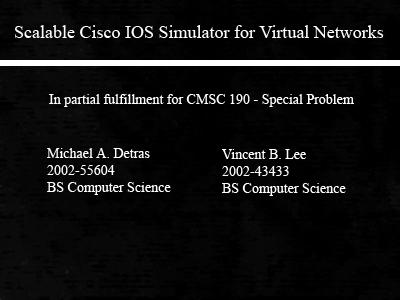 Scalable Cisco IOS Simulator for Virtual Networks
In partial fulfillment for CMSC 190 - Special Problem
Michael A. Detras
2002-55604
BS Computer Science
Vincent B. Lee
2002-43433
BS Computer Science